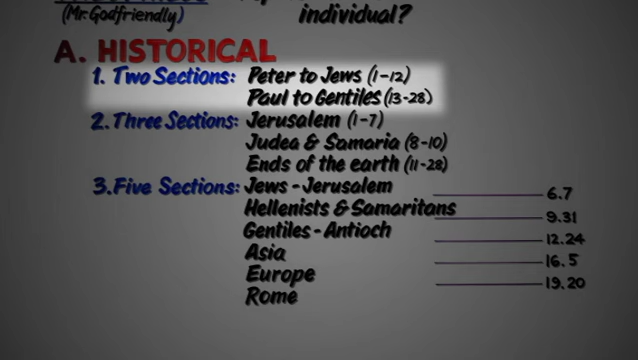 (Mr. Godfriendly)
individual?
A. HISTORICAL
1. Two Sections: Peter to Jews (1-12)
Paul to Gentiles (13-28)
2. Three Sections: Jerusalem (1-7)
Judea & Samaria (8-10)
Ends of the earth (11-28)
3. Five Sections: Jews - Jerusalem
6.7
Hellenists & Samaritans
9.31
Gentiles - Antioch
12.24
Asia
16.5
Europe
19.20
Rome